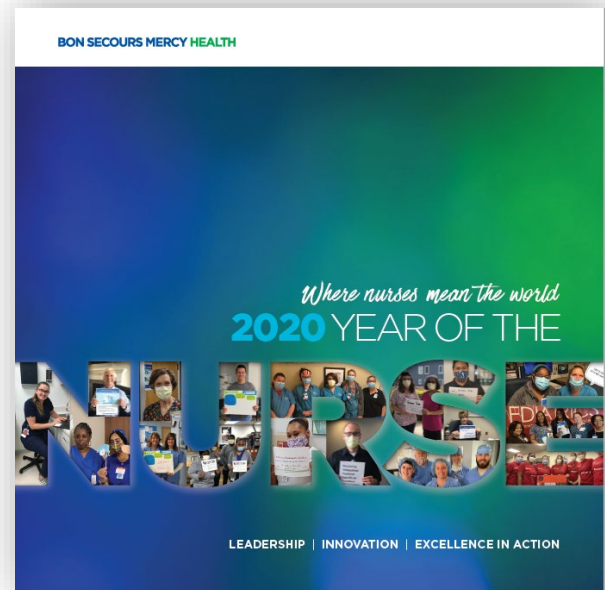 BON SECOURS MERCY HEALTH
Where nurses mean the world
2020 YEAR OF THE
NURSE
LEADERSHIP | INNOVATION | EXCELLENCE IN ACTION